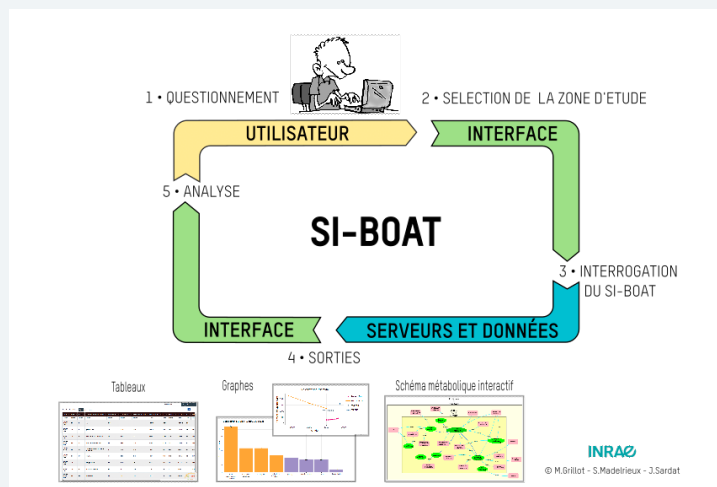 1 • QUESTIONNEMENT
2 • SELECTION DE LA ZONE D'ETUDE
UTILISATEUR
INTERFACE
5 • ANALYSE
SI-BOAT
3 • INTERROGATION
DU SI-BOAT
INTERFACE
SERVEURS ET DONNÉES
4 • SORTIES
Tableaux
Graphes
Schéma métabolique interactif
INRAE
© M.Grillot - S.Madelrieux - J.Sardat